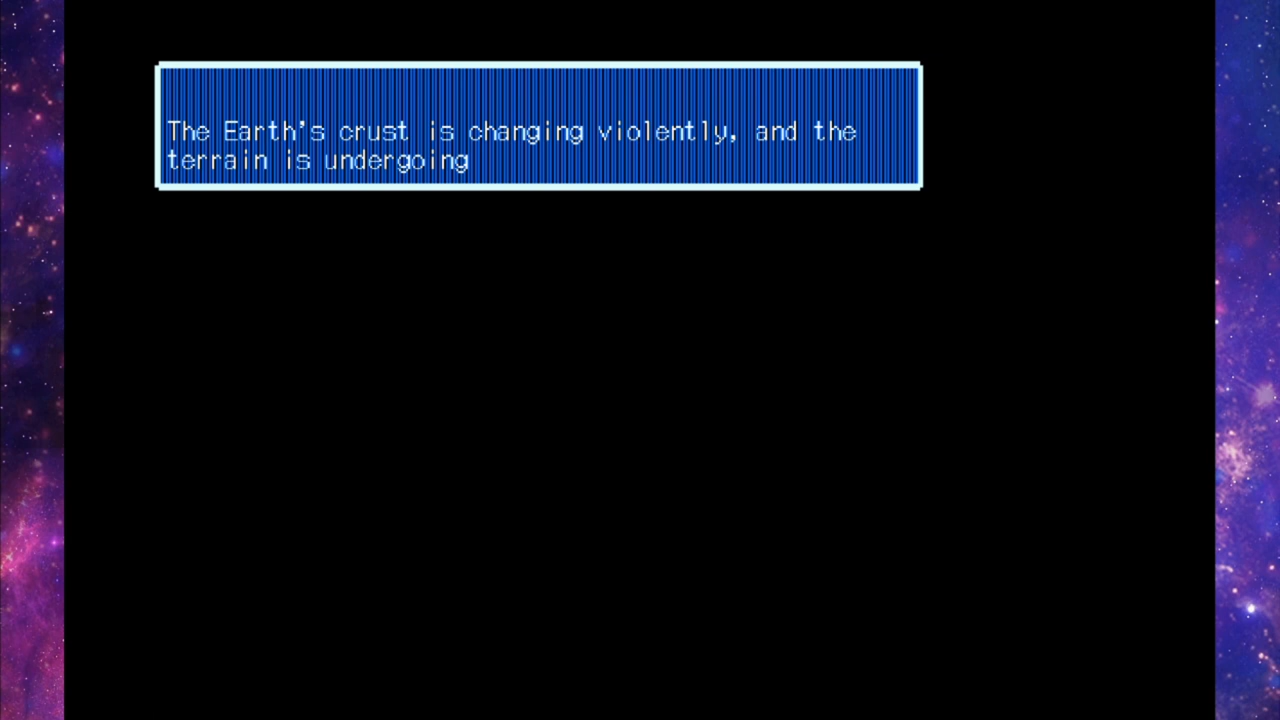 The Earth's crust is changing violently, and the
terrain is undergoing